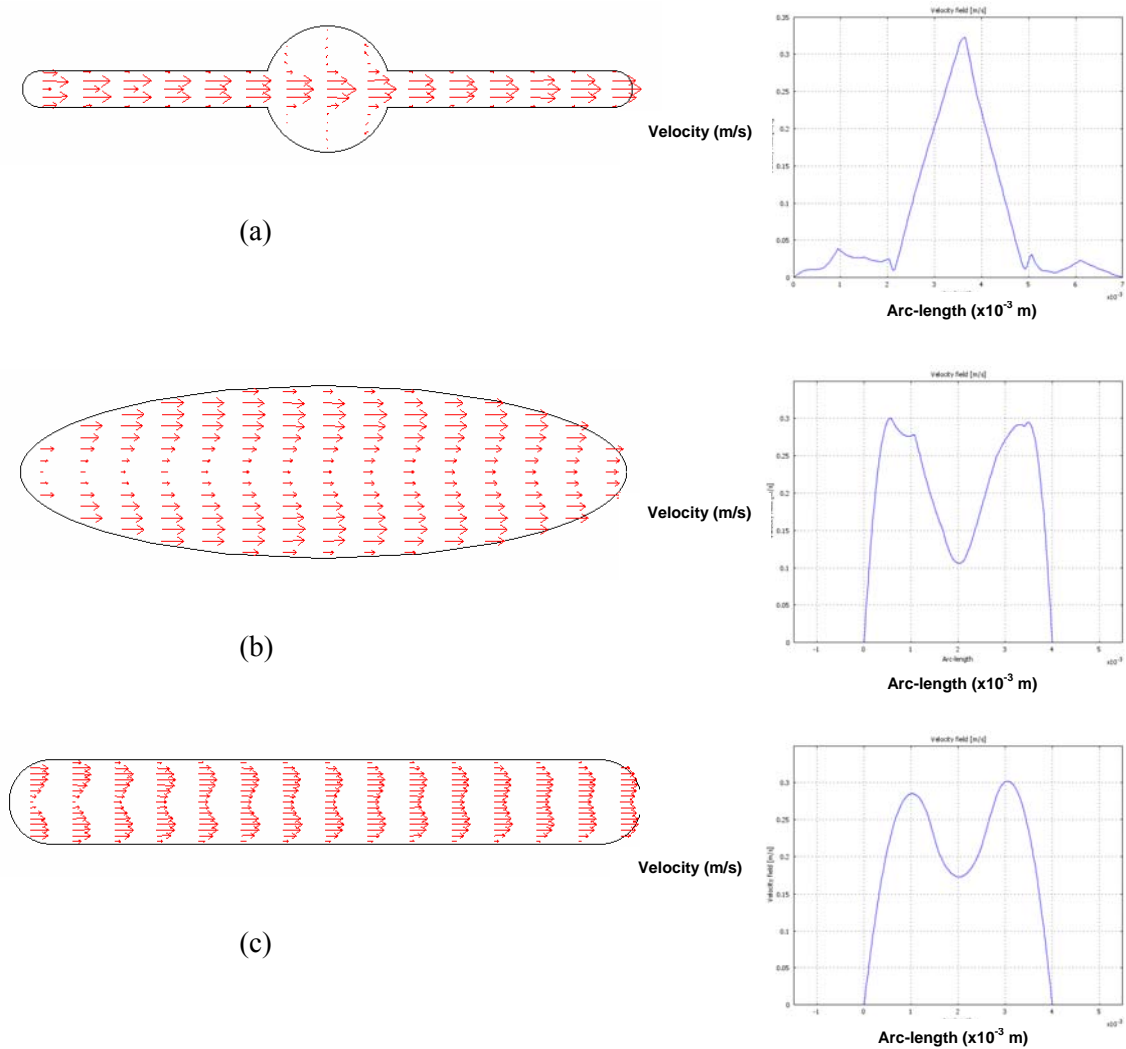 Velocity field [m/s]
0.35
0.3
0.25
0.2
0.15
0.1
0.05
0
Velocity (m/s)
0 1 2 3 4 5 6 7
x10⁻³
Arc-length (x10⁻³ m)
(a)
Velocity field [m/s]
0.3
0.25
0.2
0.15
0.1
0.05
0
Velocity (m/s)
-1 0 1 2 3 4 5
x10⁻³
Arc-length
Arc-length (x10⁻³ m)
(b)
Velocity field [m/s]
0.3
0.25
0.2
0.15
0.1
0.05
0
Velocity field [m/s]
Velocity (m/s)
-1 0 1 2 3 4 5
x10⁻³
Arc-length (x10⁻³ m)
(c)